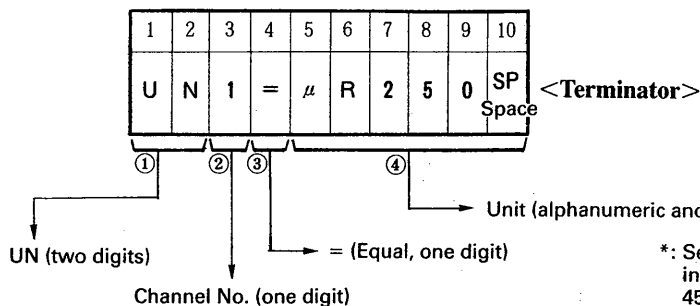 1 2 3 4 5 6 7 8 9 10
U N 1 = μ R 2 5 0 SP Space <Terminator>
① ② ③ ④
Unit (alphanumeric and
UN (two digits)
= (Equal, one digit)
*: Se
in
45
Channel No. (one digit)